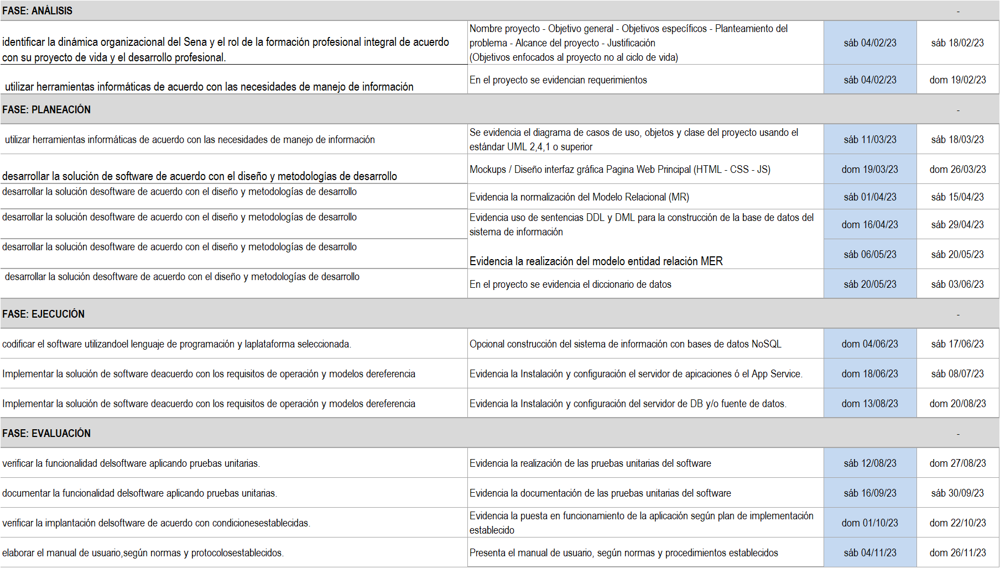 FASE: ANÁLISIS -
identificar la dinámica organizacional del Sena y el rol de la formación profesional integral de acuerdo
con su proyecto de vida y el desarrollo profesional.
Nombre proyecto - Objetivo general - Objetivos específicos - Planteamiento del
problema - Alcance del proyecto - Justificación
(Objetivos enfocados al proyecto no al ciclo de vida)
sáb 04/02/23 sáb 18/02/23
utilizar herramientas informáticas de acuerdo con las necesidades de manejo de información
En el proyecto se evidencian requerimientos
sáb 04/02/23 dom 19/02/23
FASE: PLANEACIÓN -
utilizar herramientas informáticas de acuerdo con las necesidades de manejo de información
Se evidencia el diagrama de casos de uso, objetos y clase del proyecto usando el
estándar UML 2,4,1 o superior
sáb 11/03/23 sáb 18/03/23
desarrollar la solución de software de acuerdo con el diseño y metodologías de desarrollo
Mockups / Diseño interfaz gráfica Pagina Web Principal (HTML - CSS - JS)
dom 19/03/23 dom 26/03/23
desarrollar la solución desoftware de acuerdo con el diseño y metodologías de desarrollo
Evidencia la normalización del Modelo Relacional (MR)
sáb 01/04/23 sáb 15/04/23
desarrollar la solución desoftware de acuerdo con el diseño y metodologías de desarrollo
Evidencia uso de sentencias DDL y DML para la construcción de la base de datos del
sistema de información
dom 16/04/23 sáb 29/04/23
desarrollar la solución desoftware de acuerdo con el diseño y metodologías de desarrollo
Evidencia la realización del modelo entidad relación MER
sáb 06/05/23 sáb 20/05/23
desarrollar la solución desoftware de acuerdo con el diseño y metodologías de desarrollo
En el proyecto se evidencia el diccionario de datos
sáb 20/05/23 sáb 03/06/23
FASE: EJECUCIÓN -
codificar el software utilizandoel lenguaje de programación y laplataforma seleccionada.
Opcional construcción del sistema de información con bases de datos NoSQL
dom 04/06/23 sáb 17/06/23
Implementar la solución de software deacuerdo con los requisitos de operación y modelos dereferencia
Evidencia la Instalación y configuración el servidor de apicaciones ó el App Service.
dom 18/06/23 sáb 08/07/23
Implementar la solución de software deacuerdo con los requisitos de operación y modelos dereferencia
Evidencia la Instalación y configuración del servidor de DB y/o fuente de datos.
dom 13/08/23 dom 20/08/23
FASE: EVALUACIÓN -
verificar la funcionalidad delsoftware aplicando pruebas unitarias.
Evidencia la realización de las pruebas unitarias del software
sáb 12/08/23 dom 27/08/23
documentar la funcionalidad delsoftware aplicando pruebas unitarias.
Evidencia la documentación de las pruebas unitarias del software
sáb 16/09/23 sáb 30/09/23
verificar la implantación delsoftware de acuerdo con condicionesestablecidas.
Evidencia la puesta en funcionamiento de la aplicación según plan de implementación
establecido
dom 01/10/23 dom 22/10/23
elaborar el manual de usuario,según normas y protocolosestablecidos.
Presenta el manual de usuario, según normas y procedimientos establecidos
sáb 04/11/23 dom 26/11/23